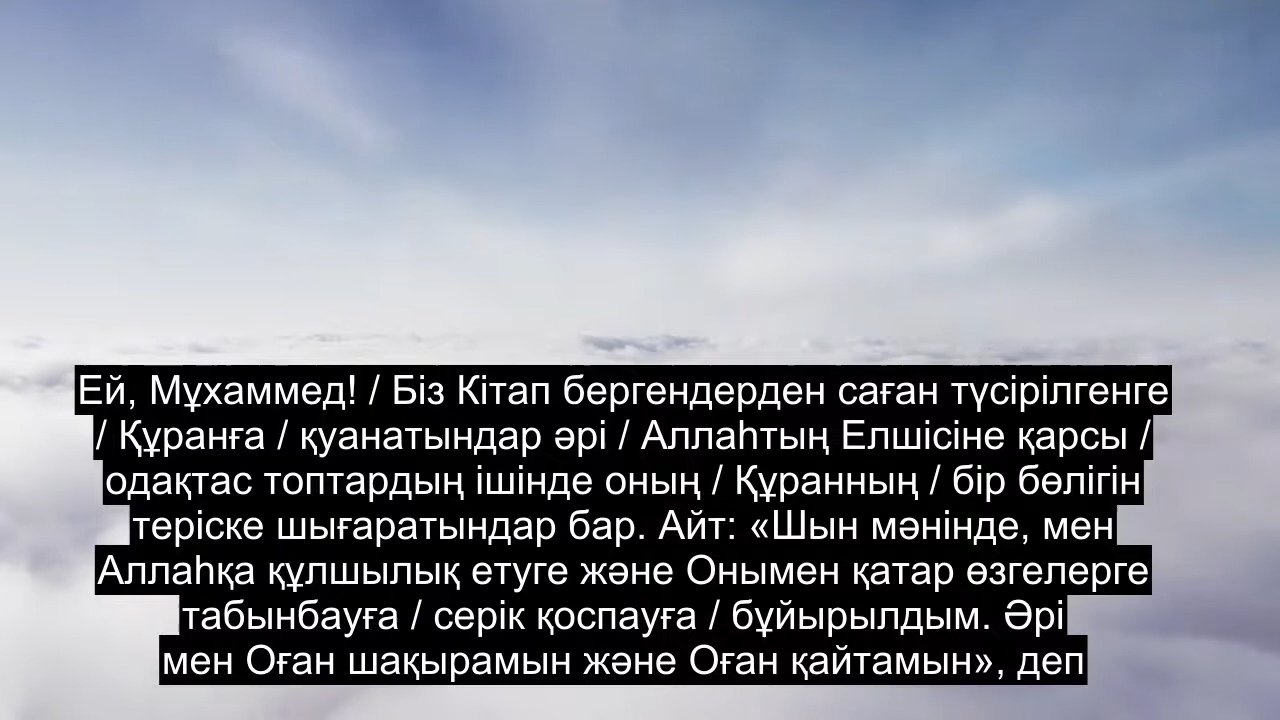 Ей, Мұхаммед! / Біз Кітап бергендерден саған түсірілгенге
/ Құранға / қуанатындар әрі / Аллаһтың Елшісіне қарсы /
одақтас топтардың ішінде оның / Құранның / бір бөлігін
теріске шығаратындар бар. Айт: «Шын мәнінде, мен
Аллаһқа құлшылық етуге және Онымен қатар өзгелерге
табынбауға / серік қоспауға / бұйырылдым. Әрі
мен Оған шақырамын және Оған қайтамын», деп